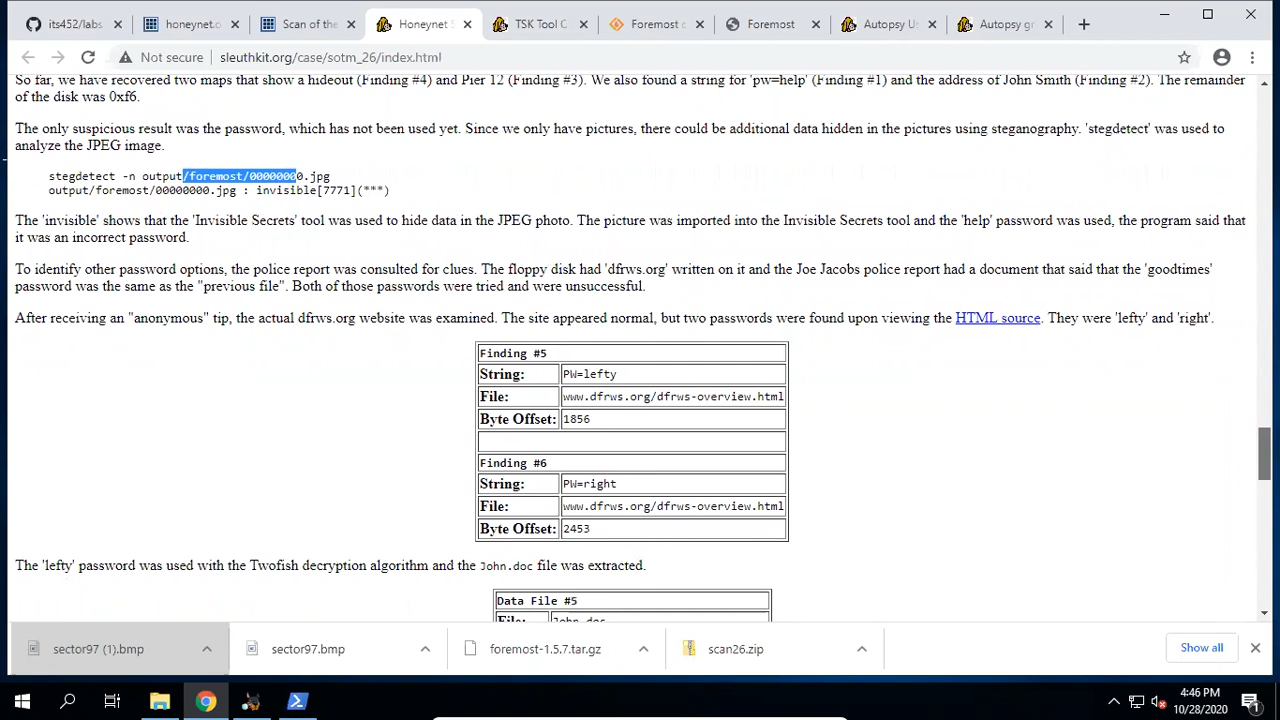 its452/labs
honeynet.o
Scan of the
Honeynet S
TSK Tool O
Foremost c
Foremost
Autopsy U
Autopsy gr
Not secure
sleuthkit.org/case/sotm_26/index.html
So far, we have recovered two maps that show a hideout (Finding #4) and Pier 12 (Finding #3). We also found a string for 'pw=help' (Finding #1) and the address of John Smith (Finding #2). The remainder
of the disk was 0xf6.
The only suspicious result was the password, which has not been used yet. Since we only have pictures, there could be additional data hidden in the pictures using steganography. 'stegdetect' was used to
analyze the JPEG image.
stegdetect -n output/foremost/00000000.jpg
output/foremost/00000000.jpg : invisible[7771](***)
The 'invisible' shows that the 'Invisible Secrets' tool was used to hide data in the JPEG photo. The picture was imported into the Invisible Secrets tool and the 'help' password was used, the program said that
it was an incorrect password.
To identify other password options, the police report was consulted for clues. The floppy disk had 'dfrws.org' written on it and the Joe Jacobs police report had a document that said that the 'goodtimes'
password was the same as the "previous file". Both of those passwords were tried and were unsuccessful.
After receiving an "anonymous" tip, the actual dfrws.org website was examined. The site appeared normal, but two passwords were found upon viewing the HTML source. They were 'lefty' and 'right'.
Finding #5
String: PW=lefty
File: www.dfrws.org/dfrws-overview.html
Byte Offset: 1856
Finding #6
String: PW=right
File: www.dfrws.org/dfrws-overview.html
Byte Offset: 2453
The 'lefty' password was used with the Twofish decryption algorithm and the John.doc file was extracted.
Data File #5
File: John.doc
sector97 (1).bmp
sector97.bmp
foremost-1.5.7.tar.gz
scan26.zip
Show all
4:46 PM
10/28/2020